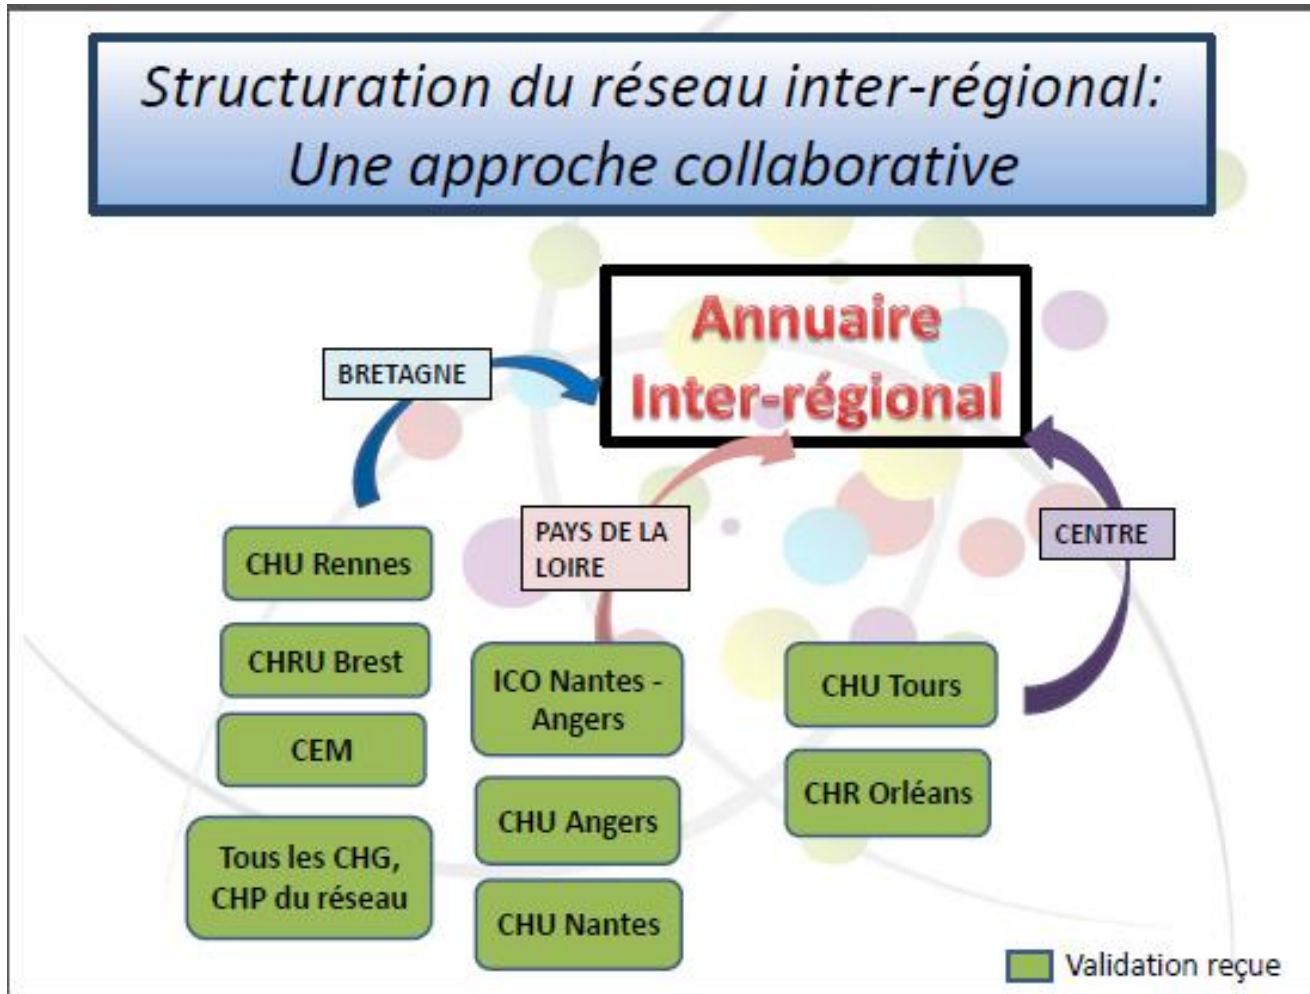 Structuration du réseau inter-régional:
Une approche collaborative
Annuaire
Inter-régional
BRETAGNE
PAYS DE LA
LOIRE
CENTRE
CHU Rennes
CHRU Brest
CEM
Tous les CHG,
CHP du réseau
ICO Nantes -
Angers
CHU Angers
CHU Nantes
CHU Tours
CHR Orléans
Validation reçue